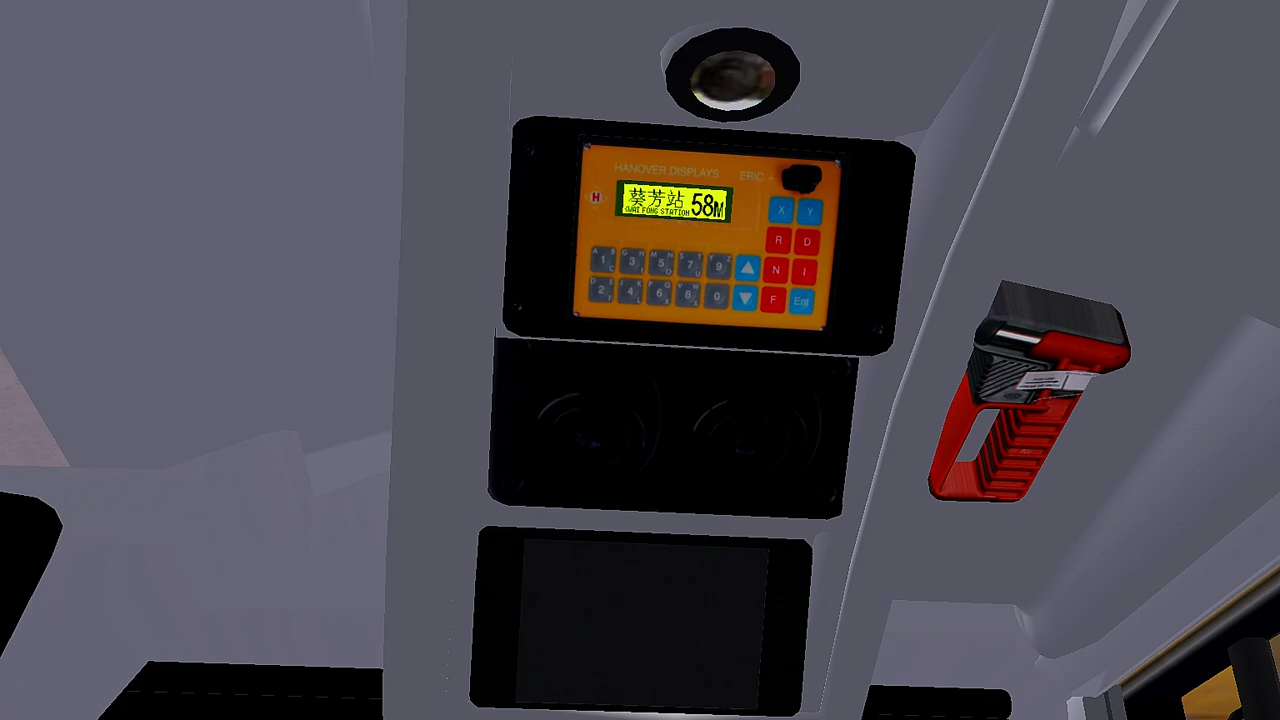 HANOVER DISPLAYS ERIC +
H
葵芳站 58M
KWAI FONG STATION
X Y
R D
1 3 5 7 9 N I
2 4 6 8 0 F Ent